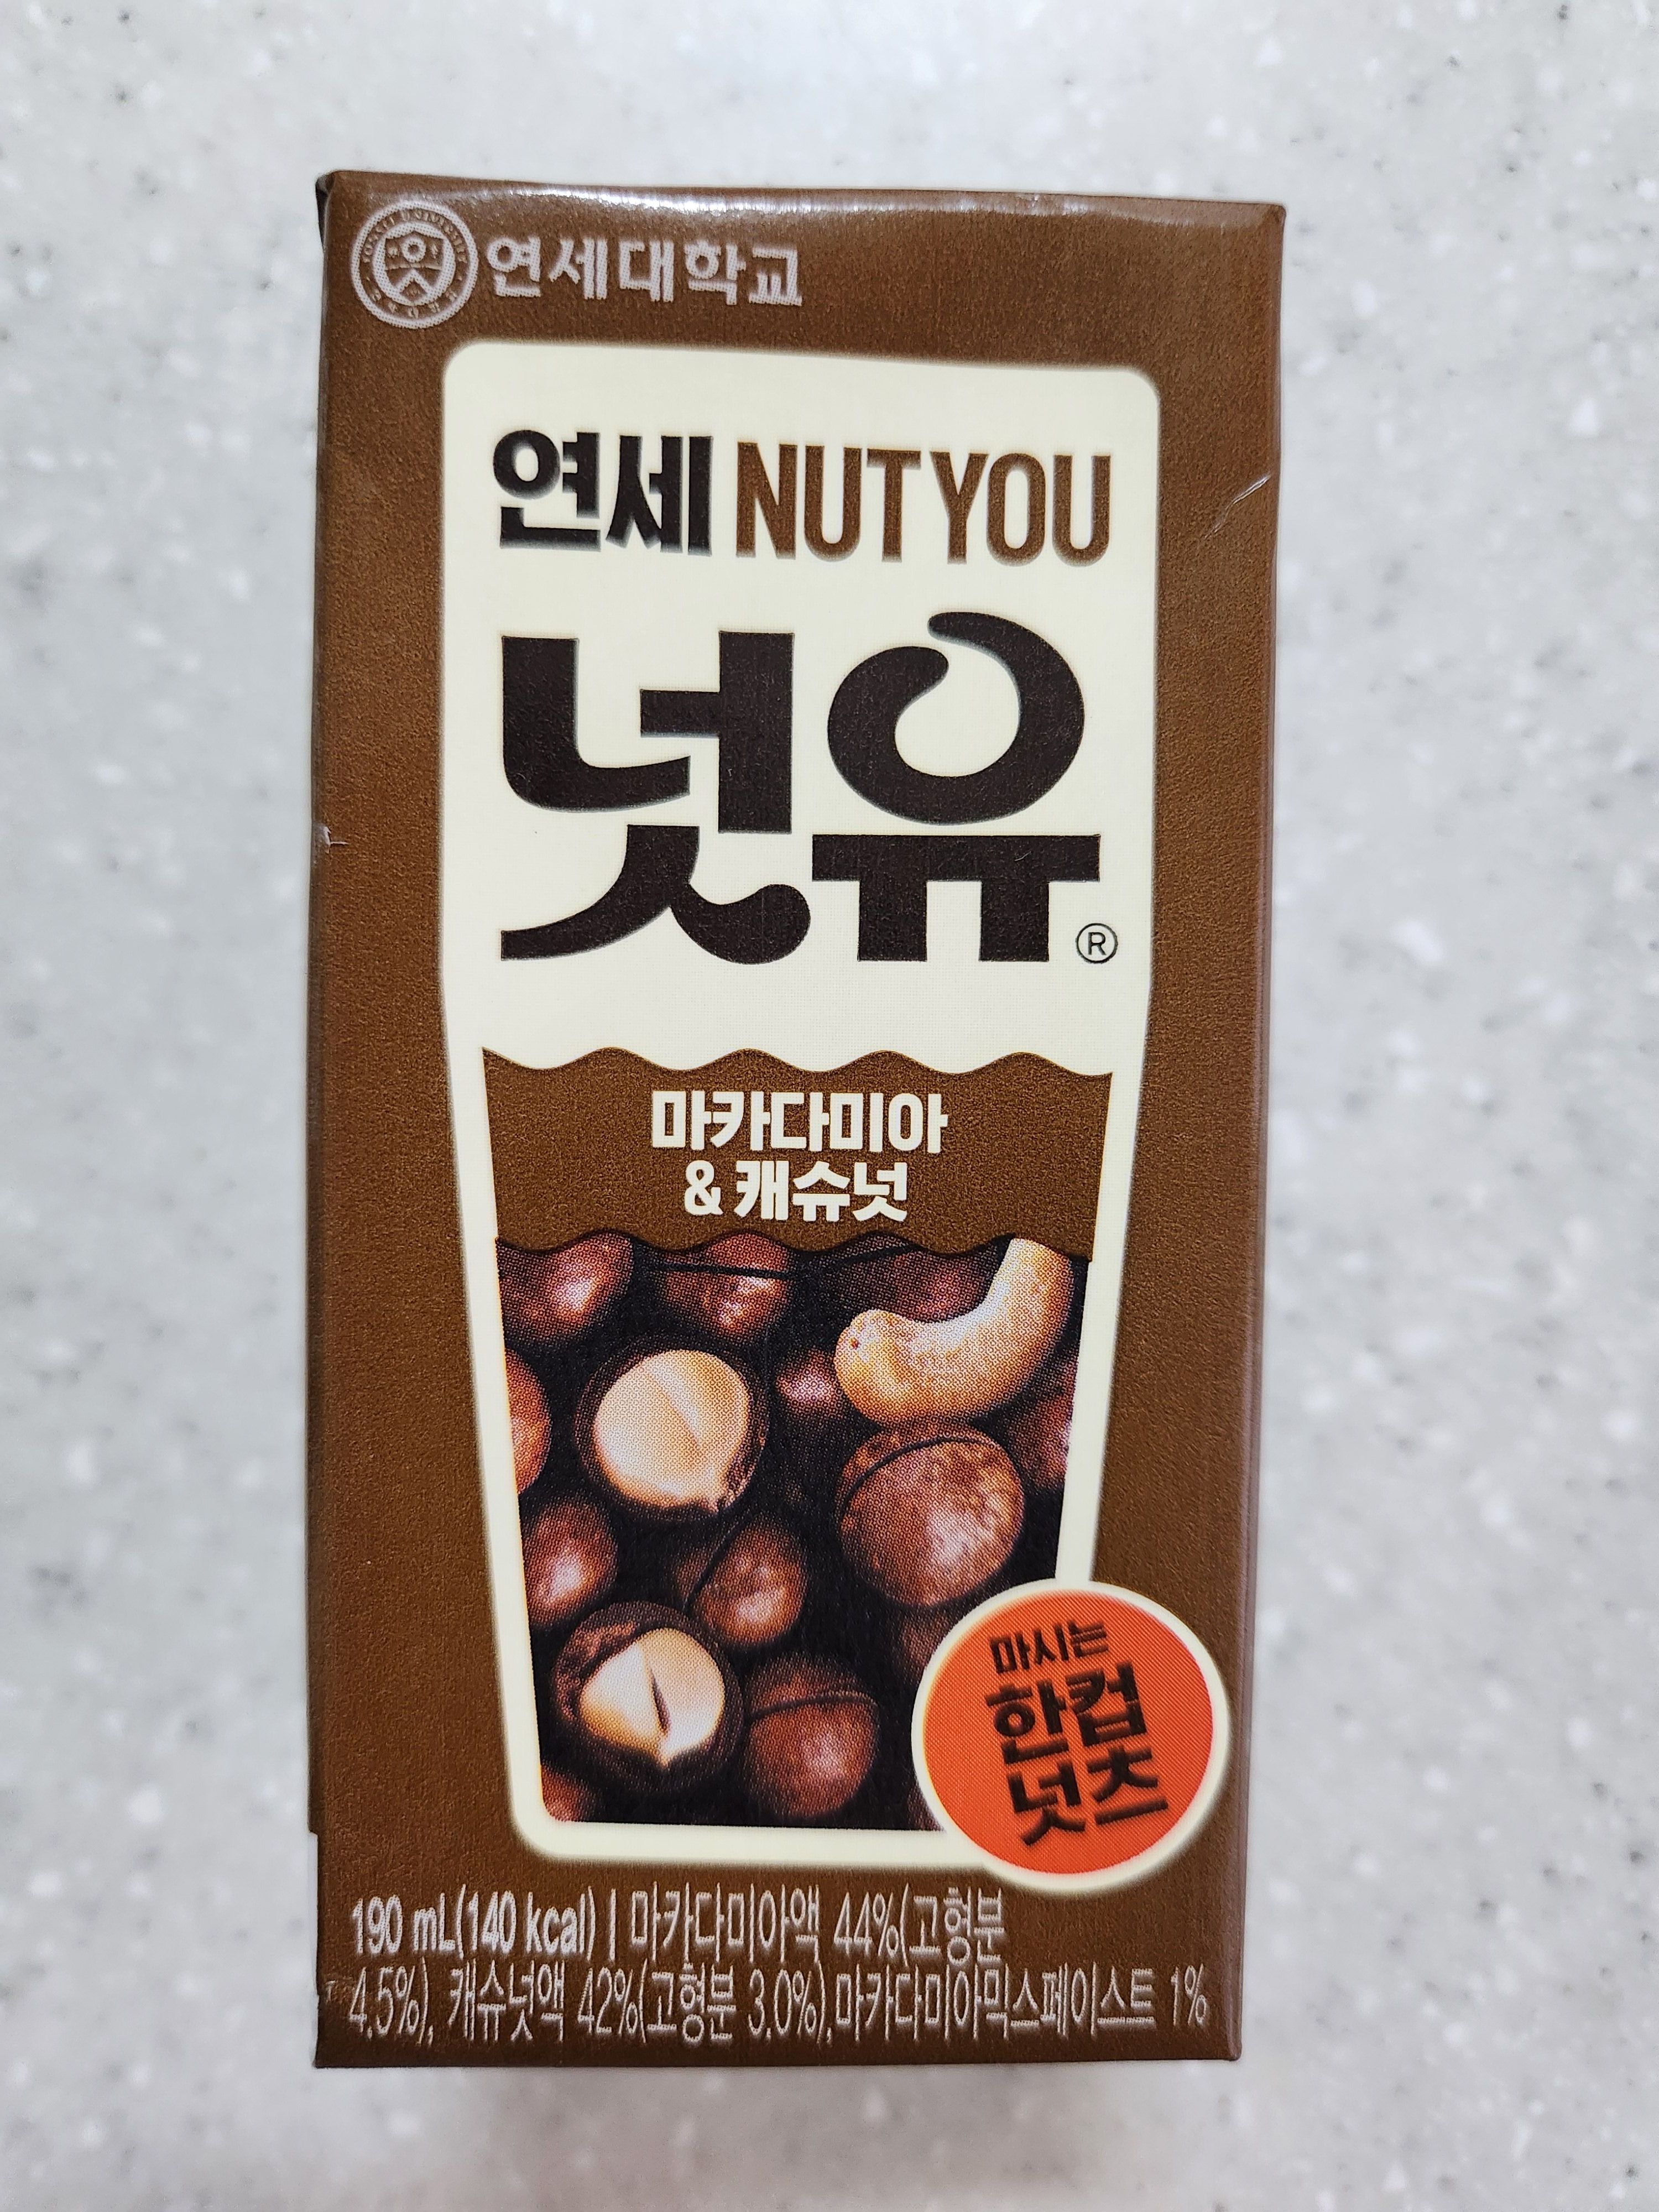 연세대학교
연세 NUT YOU
넛유®
마카다미아
& 캐슈넛
마시는
한컵
넛츠
190 mL(140 kcal) | 마카다미아액 44%(고형분
4.5%), 캐슈넛액 42%(고형분 3.0%),마카다미아믹스페이스트 1%